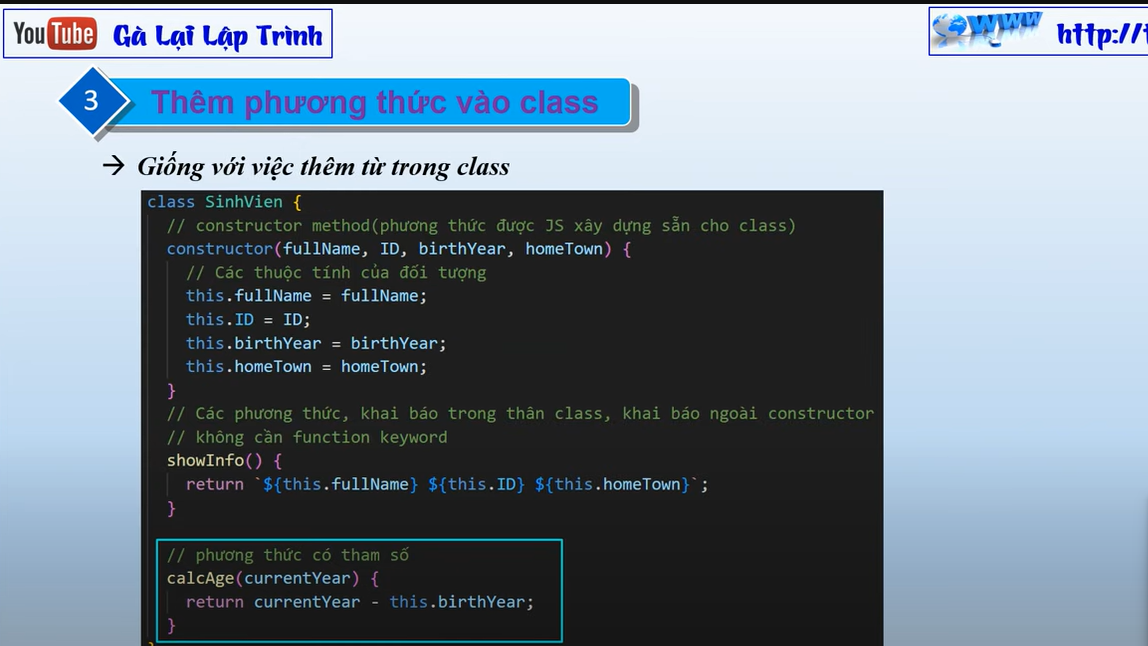 YouTube Gà Lại Lập Trình
WWW http://
3 Thêm phương thức vào class
→ Giống với việc thêm từ trong class
class SinhVien {
// constructor method(phương thức được JS xây dựng sẵn cho class)
constructor(fullName, ID, birthYear, homeTown) {
// Các thuộc tính của đối tượng
this.fullName = fullName;
this.ID = ID;
this.birthYear = birthYear;
this.homeTown = homeTown;
}
// Các phương thức, khai báo trong thân class, khai báo ngoài constructor
// không cần function keyword
showInfo() {
return `${this.fullName} ${this.ID} ${this.homeTown}`;
}
// phương thức có tham số
calcAge(currentYear) {
return currentYear - this.birthYear;
}